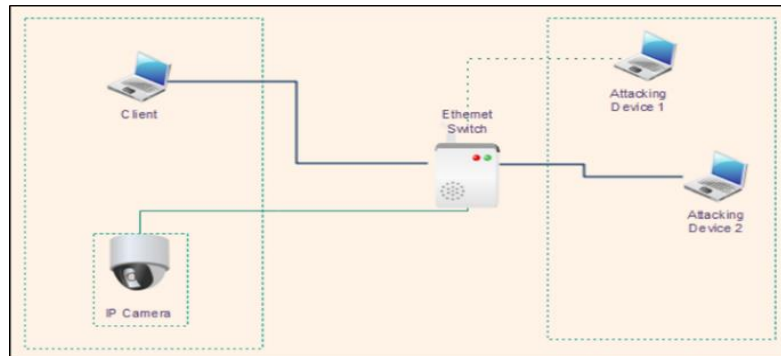 Client
Ethernet
Switch
Attacking
Device 1
Attacking
Device 2
IP Camera